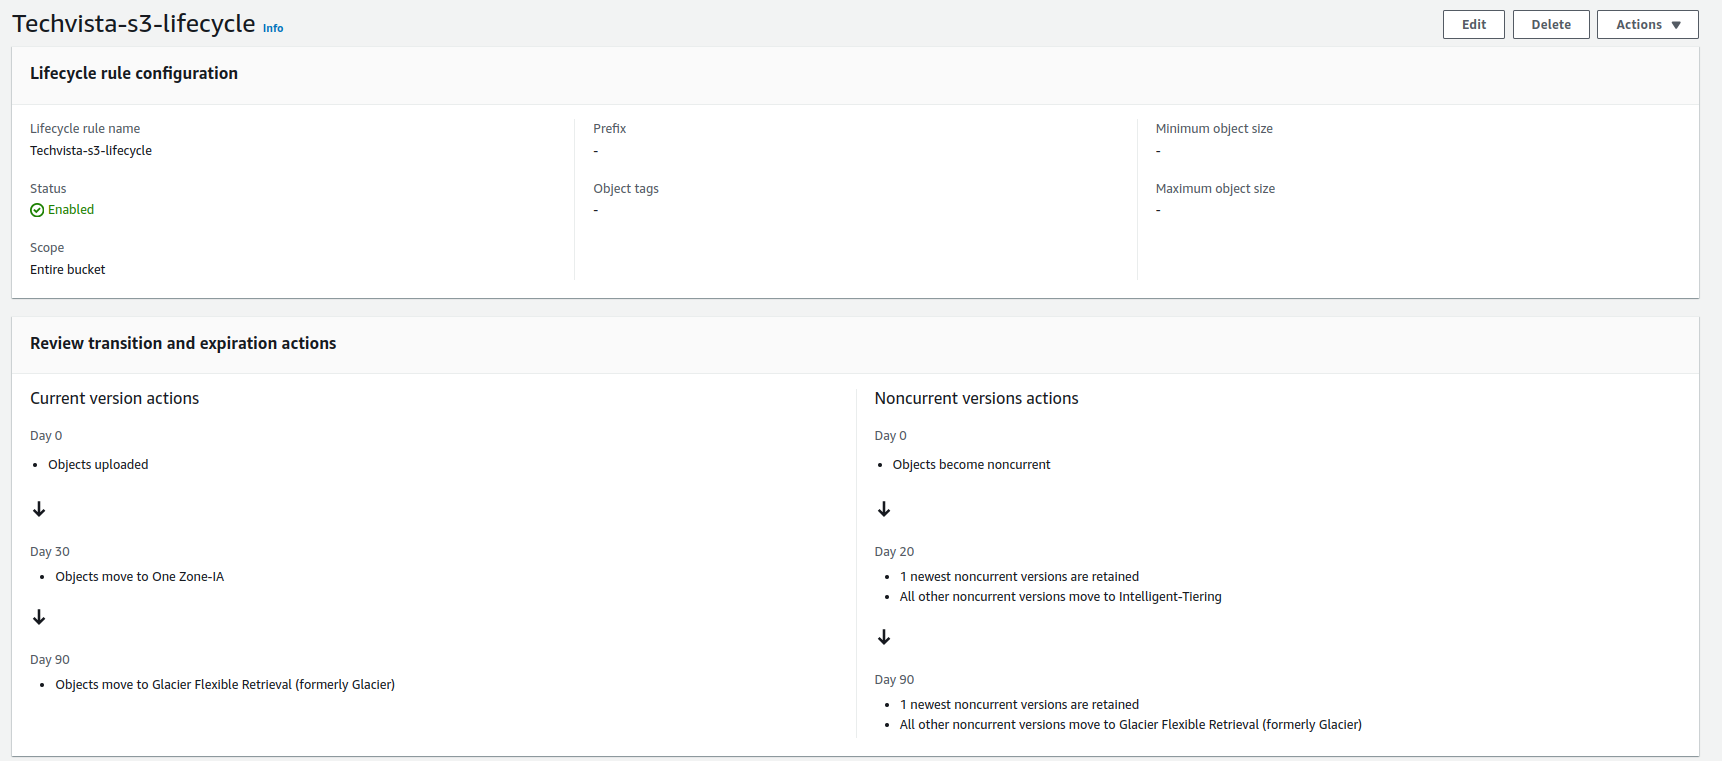 Techvista-s3-lifecycle Info
Edit
Delete
Actions
Lifecycle rule configuration
Lifecycle rule name
Techvista-s3-lifecycle
Status
Enabled
Scope
Entire bucket
Prefix
-
Object tags
-
Minimum object size
-
Maximum object size
-
Review transition and expiration actions
Current version actions
Day 0
• Objects uploaded
↓
Day 30
• Objects move to One Zone-IA
↓
Day 90
• Objects move to Glacier Flexible Retrieval (formerly Glacier)
Noncurrent versions actions
Day 0
• Objects become noncurrent
↓
Day 20
• 1 newest noncurrent versions are retained
• All other noncurrent versions move to Intelligent-Tiering
↓
Day 90
• 1 newest noncurrent versions are retained
• All other noncurrent versions move to Glacier Flexible Retrieval (formerly Glacier)